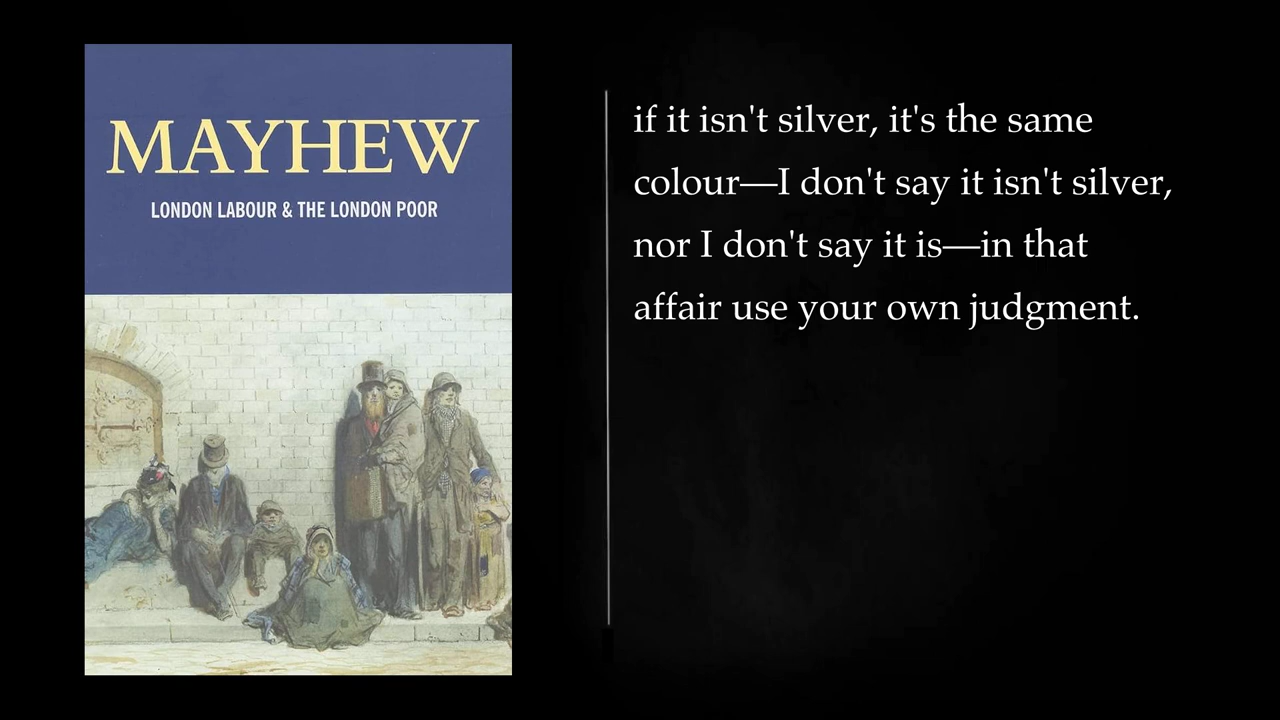 MAYHEW
LONDON LABOUR & THE LONDON POOR
if it isn't silver, it's the same
colour—I don't say it isn't silver,
nor I don't say it is—in that
affair use your own judgment.